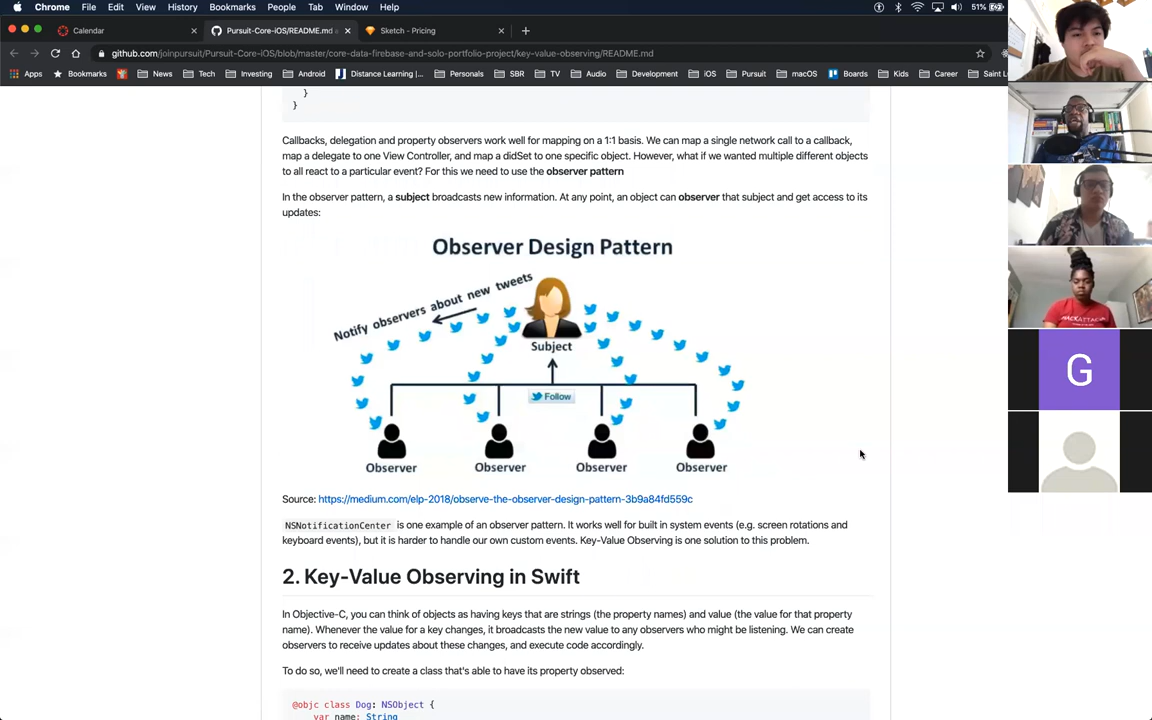 Chrome File Edit View History Bookmarks People Tab Window Help 51%
Calendar
Pursuit-Core-iOS/README.md
Sketch - Pricing
github.com/joinpursuit/Pursuit-Core-iOS/blob/master/core-data-firebase-and-solo-portfolio-project/key-value-observing/README.md
Apps Bookmarks News Tech Investing Android Distance Learning |... Personals SBR TV Audio Development iOS Pursuit macOS Boards Kids Career Saint L
}
}
Callbacks, delegation and property observers work well for mapping on a 1:1 basis. We can map a single network call to a callback,
map a delegate to one View Controller, and map a didSet to one specific object. However, what if we wanted multiple different objects
to all react to a particular event? For this we need to use the observer pattern
In the observer pattern, a subject broadcasts new information. At any point, an object can observer that subject and get access to its
updates:
Observer Design Pattern
Notify observers about new tweets
Subject
Follow
Observer Observer Observer Observer
Source: https://medium.com/elp-2018/observe-the-observer-design-pattern-3b9a84fd559c
NSNotificationCenter is one example of an observer pattern. It works well for built in system events (e.g. screen rotations and
keyboard events), but it is harder to handle our own custom events. Key-Value Observing is one solution to this problem.
2. Key-Value Observing in Swift
In Objective-C, you can think of objects as having keys that are strings (the property names) and value (the value for that property
name). Whenever the value for a key changes, it broadcasts the new value to any observers who might be listening. We can create
observers to receive updates about these changes, and execute code accordingly.
To do so, we'll need to create a class that's able to have its property observed:
@objc class Dog: NSObject {
var name: String
G